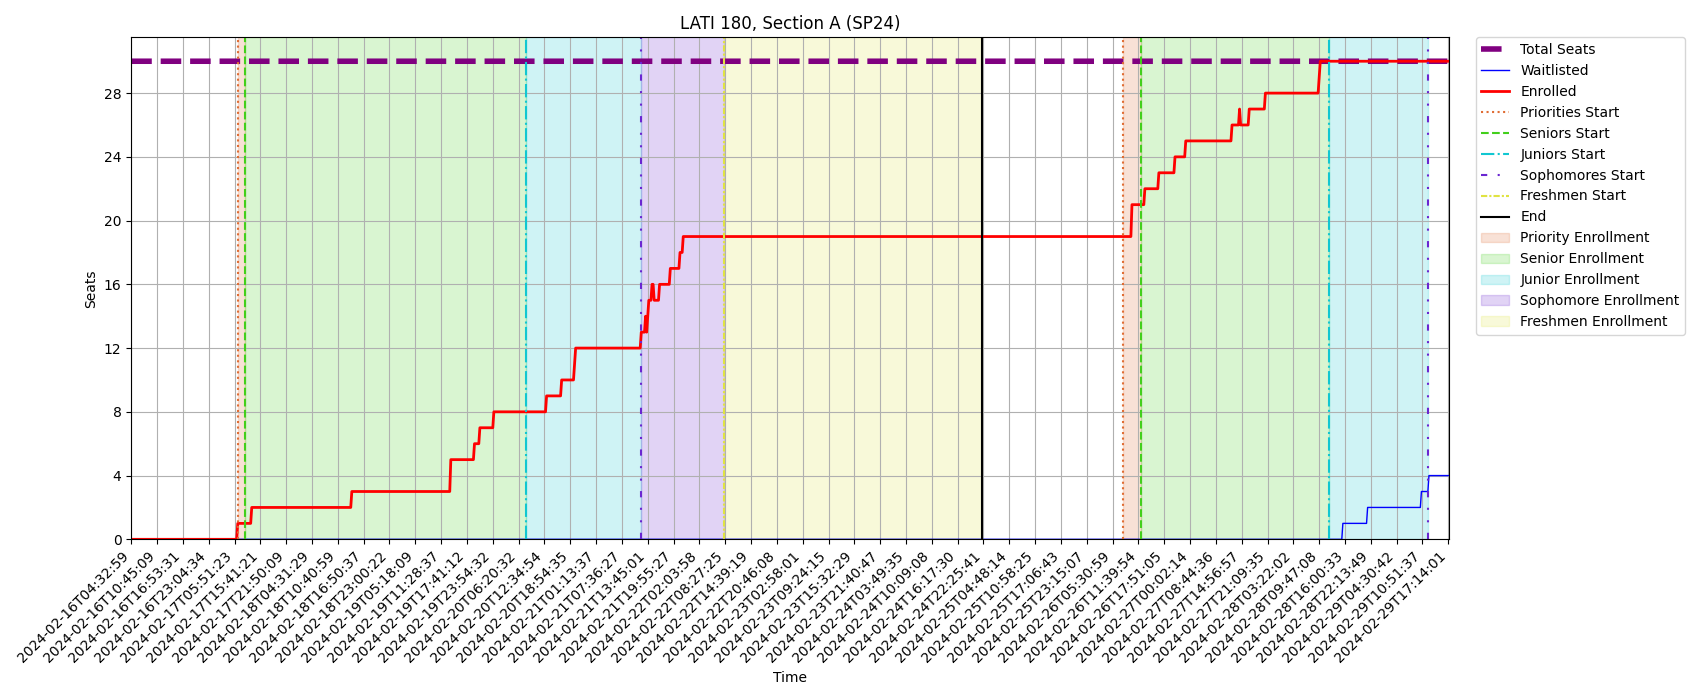 LATI 180, Section A (SP24)
Seats
28
24
20
16
12
8
4
0
2024-02-16T04:32:59
2024-02-16T10:45:09
2024-02-16T16:53:31
2024-02-16T23:04:34
2024-02-17T05:51:23
2024-02-17T15:41:21
2024-02-17T21:50:09
2024-02-18T04:31:29
2024-02-18T10:40:59
2024-02-18T16:50:37
2024-02-18T23:00:22
2024-02-19T05:18:09
2024-02-19T11:28:37
2024-02-19T17:41:12
2024-02-19T23:54:32
2024-02-20T06:20:32
2024-02-20T12:34:54
2024-02-20T18:54:35
2024-02-21T01:13:37
2024-02-21T07:36:27
2024-02-21T13:45:01
2024-02-21T19:55:27
2024-02-22T02:03:58
2024-02-22T08:27:25
2024-02-22T14:39:19
2024-02-22T20:46:08
2024-02-23T02:58:01
2024-02-23T09:24:15
2024-02-23T15:32:29
2024-02-23T21:40:47
2024-02-24T03:49:35
2024-02-24T10:09:08
2024-02-24T16:17:30
2024-02-24T22:25:41
2024-02-25T04:48:14
2024-02-25T10:58:25
2024-02-25T17:06:43
2024-02-25T23:15:07
2024-02-26T05:30:59
2024-02-26T11:39:54
2024-02-26T17:51:05
2024-02-27T00:02:14
2024-02-27T08:44:36
2024-02-27T14:56:57
2024-02-27T21:09:35
2024-02-28T03:22:02
2024-02-28T09:47:08
2024-02-28T16:00:33
2024-02-28T22:13:49
2024-02-29T04:30:42
2024-02-29T10:51:37
2024-02-29T17:14:01
Time
Total Seats
Waitlisted
Enrolled
Priorities Start
Seniors Start
Juniors Start
Sophomores Start
Freshmen Start
End
Priority Enrollment
Senior Enrollment
Junior Enrollment
Sophomore Enrollment
Freshmen Enrollment